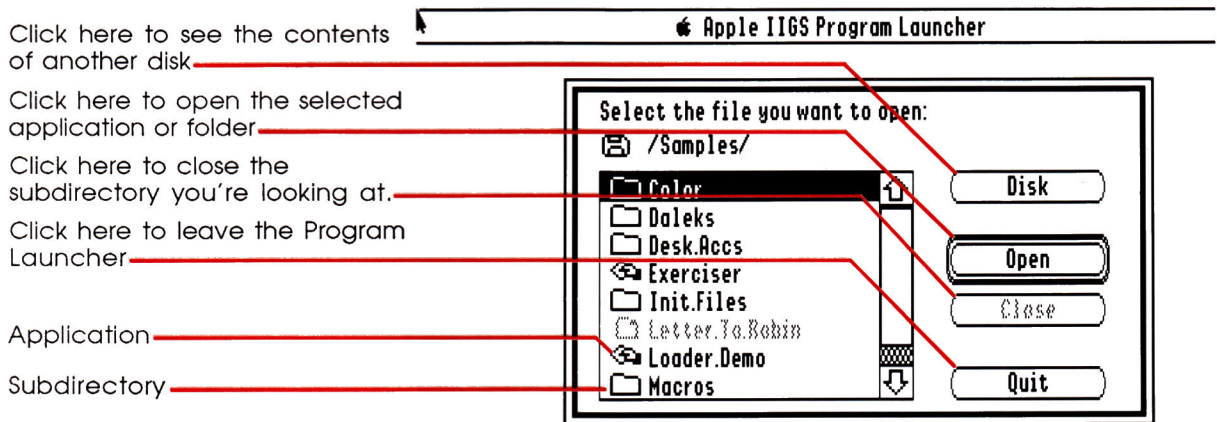 Click here to see the contents
of another disk
Click here to open the selected
application or folder
Click here to close the
subdirectory you're looking at.
Click here to leave the Program
Launcher
Application
Subdirectory
Apple IIGS Program Launcher
Select the file you want to open:
/Samples/
Color
Daleks
Desk.Accs
Exerciser
Init.Files
Letter.To.Robin
Loader.Demo
Macros
Disk
Open
Close
Quit